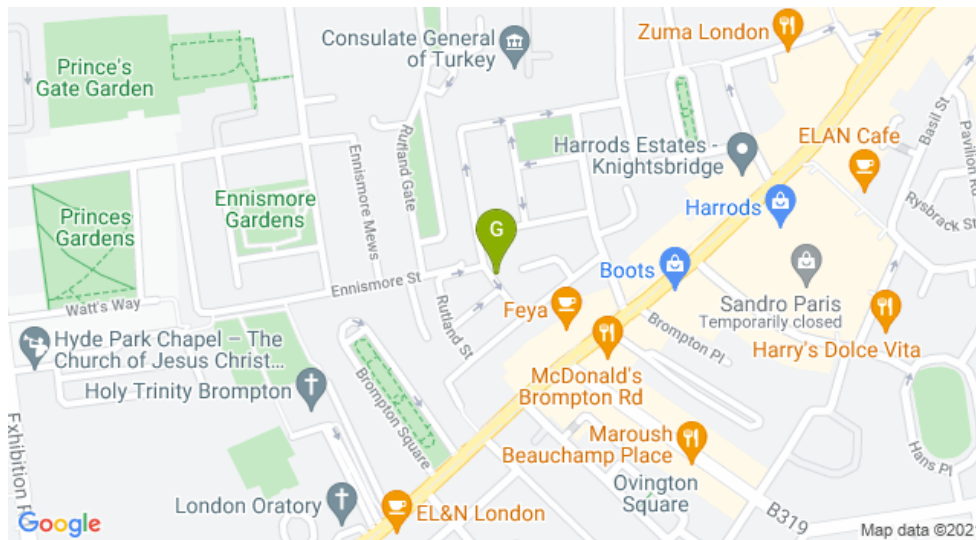 Consulate General
of Turkey
Zuma London
Prince's
Gate Garden
Rutland Gate
Ennismore Mews
Harrods Estates -
Knightsbridge
ELAN Cafe
Basil St
Pavilion Rd
Rysbrack St
Princes
Gardens
Ennismore
Gardens
G
Harrods
Boots
Ennismore St
Watt's Way
Rutland St
Feya
Sandro Paris
Temporarily closed
Brompton Pl
Harry's Dolce Vita
Hyde Park Chapel – The
Church of Jesus Christ...
Holy Trinity Brompton
McDonald's
Brompton Rd
Brompton Square
Maroush
Beauchamp Place
Ovington
Square
Hans Pl
Exhibition
London Oratory
EL&N London
B319
Google
Map data ©202